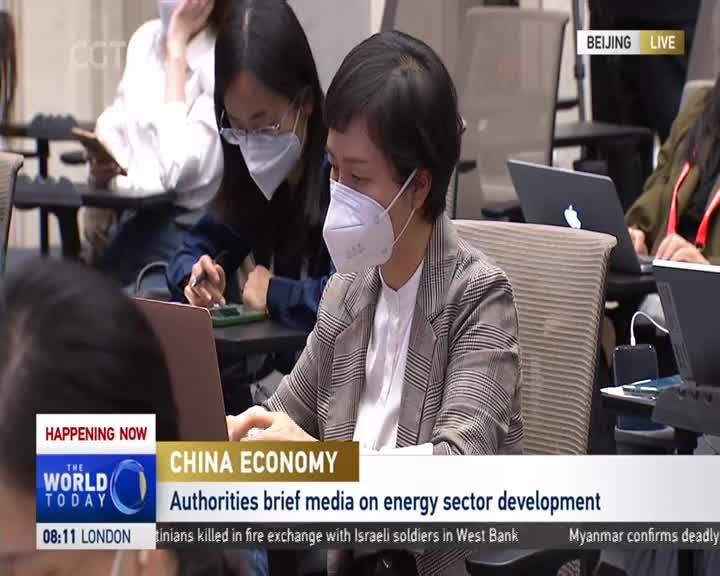 CGT
BEIJING LIVE
HAPPENING NOW
THE WORLD TODAY
CHINA ECONOMY
Authorities brief media on energy sector development
08:11 LONDON
tinians killed in fire exchange with Israeli soldiers in West Bank Myanmar confirms deadly